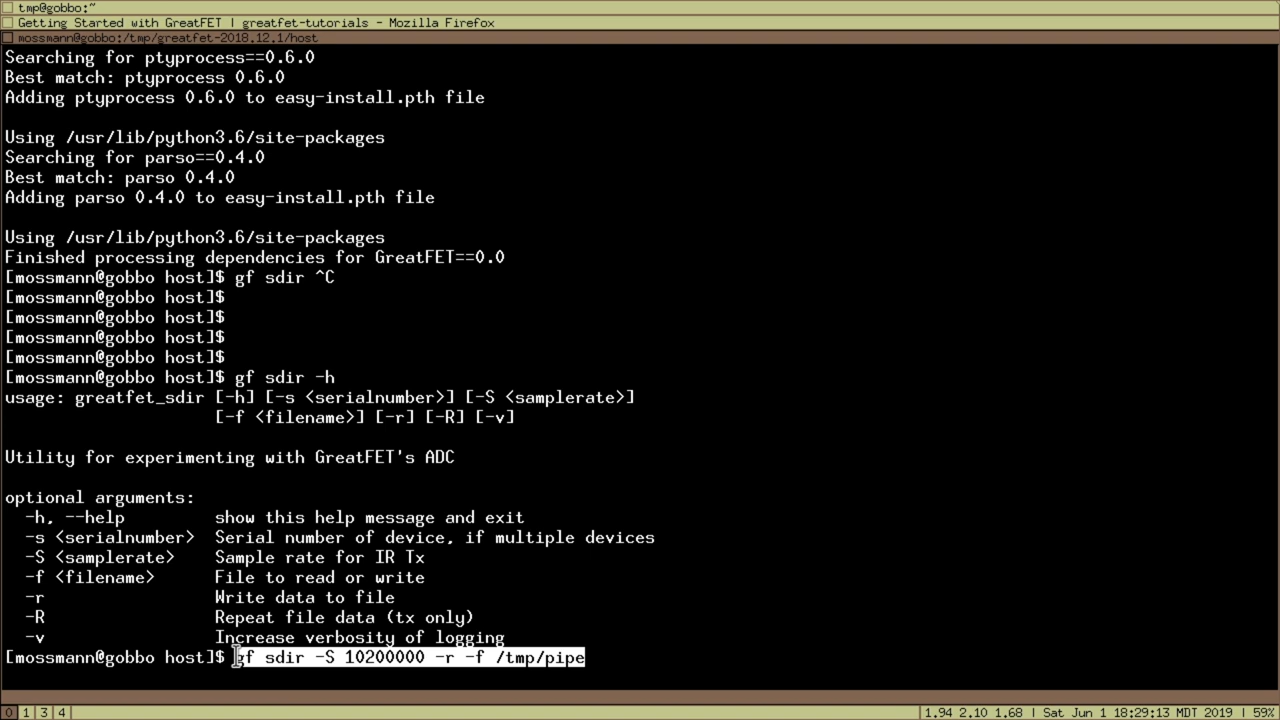 tmp@gobbo:~
Getting Started with GreatFET | greatfet-tutorials - Mozilla Firefox
mossmann@gobbo:/tmp/greatfet-2018.12.1/host
Searching for ptyprocess==0.6.0
Best match: ptyprocess 0.6.0
Adding ptyprocess 0.6.0 to easy-install.pth file
Using /usr/lib/python3.6/site-packages
Searching for parso==0.4.0
Best match: parso 0.4.0
Adding parso 0.4.0 to easy-install.pth file
Using /usr/lib/python3.6/site-packages
Finished processing dependencies for GreatFET==0.0
[mossmann@gobbo host]$ gf sdir ^C
[mossmann@gobbo host]$
[mossmann@gobbo host]$
[mossmann@gobbo host]$
[mossmann@gobbo host]$
[mossmann@gobbo host]$ gf sdir -h
usage: greatfet_sdir [-h] [-s <serialnumber>] [-S <samplerate>]
[-f <filename>] [-r] [-R] [-v]
Utility for experimenting with GreatFET's ADC
optional arguments:
-h, --help show this help message and exit
-s <serialnumber> Serial number of device, if multiple devices
-S <samplerate> Sample rate for IR Tx
-f <filename> File to read or write
-r Write data to file
-R Repeat file data (tx only)
-v Increase verbosity of logging
[mossmann@gobbo host]$ gf sdir -S 10200000 -r -f /tmp/pipe
0 1 3 4 1.94 2.10 1.68 | Sat Jun 1 18:29:13 MDT 2019 | 59%